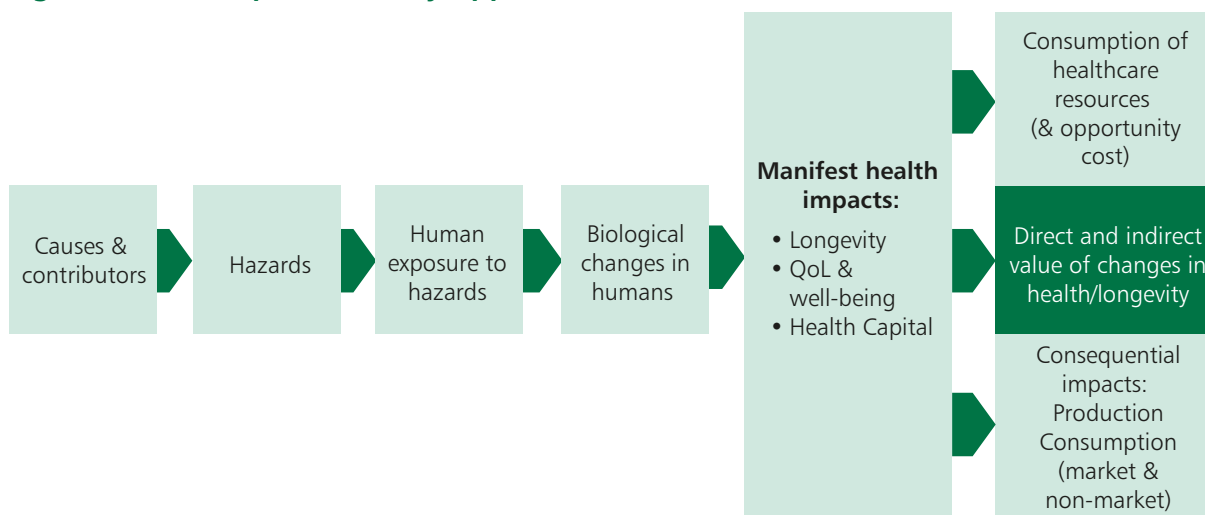 Causes &
contributors
Hazards
Human
exposure to
hazards
Biological
changes in
humans
Manifest health
impacts:
• Longevity
• QoL &
well-being
• Health Capital
Consumption of
healthcare
resources
(& opportunity
cost)
Direct and indirect
value of changes in
health/longevity
Consequential
impacts:
Production
Consumption
(market &
non-market)